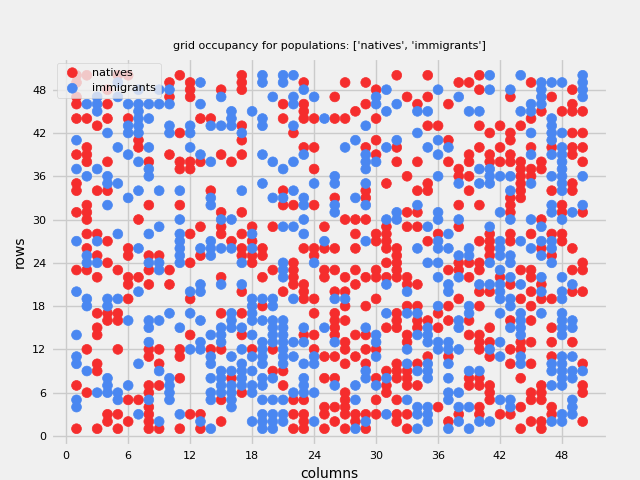 grid occupancy for populations: ['natives', 'immigrants']
natives
immigrants
48
42
36
30
24
18
12
6
0
rows
0 6 12 18 24 30 36 42 48
columns